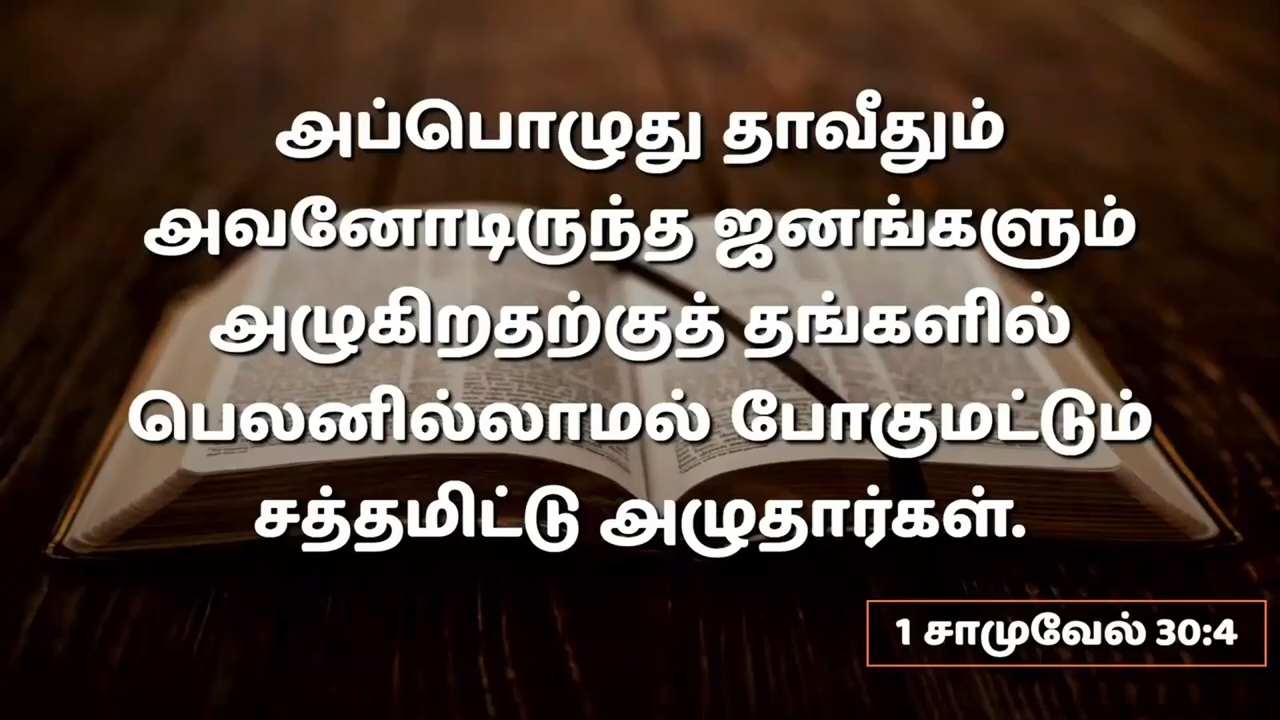 அப்பொழுது தாவீதும்
அவனோடிருந்த ஜனங்களும்
அழுகிறதற்குத் தங்களில்
பெலனில்லாமல் போகுமட்டும்
சத்தமிட்டு அழுதார்கள்.
1 சாமுவேல் 30:4